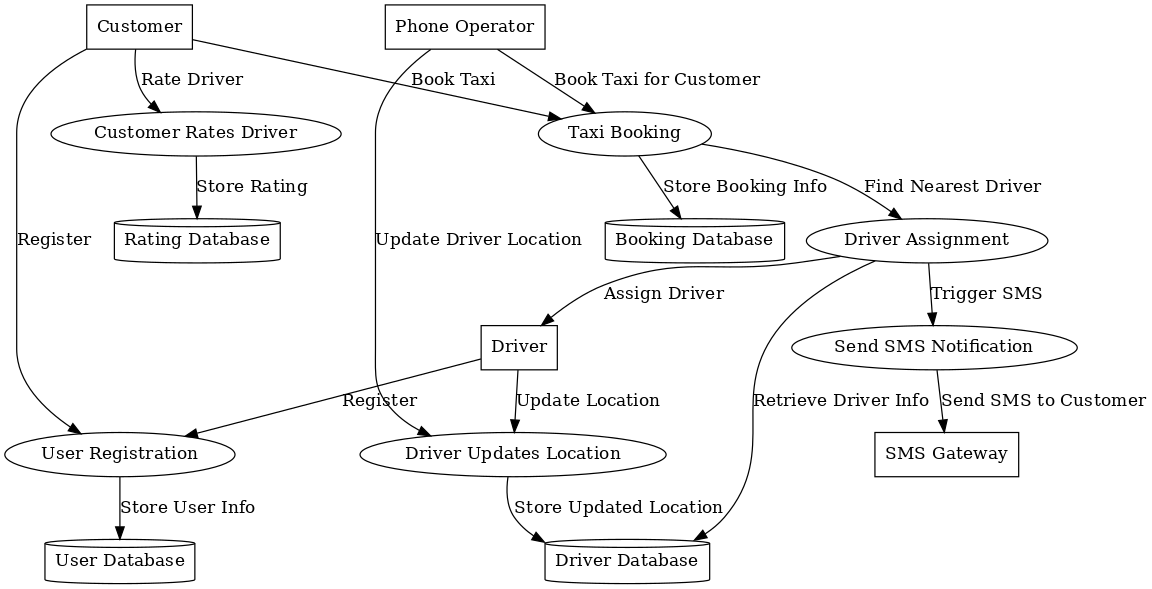 Customer
Phone Operator
Rate Driver
Book Taxi
Book Taxi for Customer
Customer Rates Driver
Taxi Booking
Store Rating
Store Booking Info
Find Nearest Driver
Register
Rating Database
Update Driver Location
Booking Database
Driver Assignment
Assign Driver
Trigger SMS
Driver
Send SMS Notification
Register
Update Location
Retrieve Driver Info
Send SMS to Customer
User Registration
Driver Updates Location
SMS Gateway
Store User Info
Store Updated Location
User Database
Driver Database